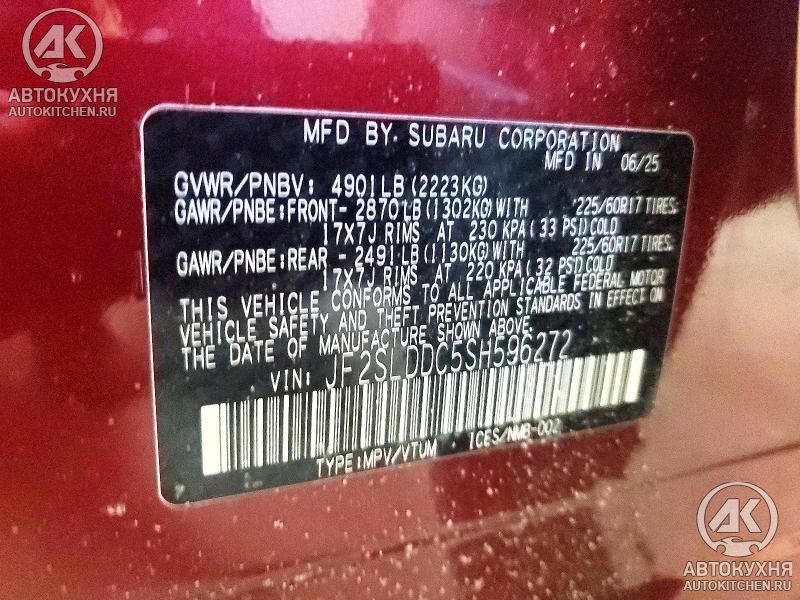 АК
АВТОКУХНЯ
AUTOKITCHEN.RU
MFD BY. SUBARU CORPORATION
MFD IN 06/25
GVWR/PNBV: 4901LB (2223KG)
GAWR/PNBE:FRONT- 2870LB (1302KG) WITH 225/60R17 TIRES.
17X7J RIMS AT 230 KPA ( 33 PSI) COLD
GAWR/PNBE:REAR - 2491LB (1130KG) WITH 225/60R17 TIRES.
17X7J RIMS AT 220 KPA ( 32 PSI) COLD
THIS VEHICLE CONFORMS TO ALL APPLICABLE FEDERAL MOTOR
VEHICLE SAFETY AND THEFT PREVENTION STANDARDS IN EFFECT ON
THE DATE OF MANUFACTURE SHOWN ABOVE.
VIN: JF2SLDDC5SH596272
TYPE:MPV/VTUM ICES/NMB-002
АК
АВТОКУХНЯ
AUTOKITCHEN.RU